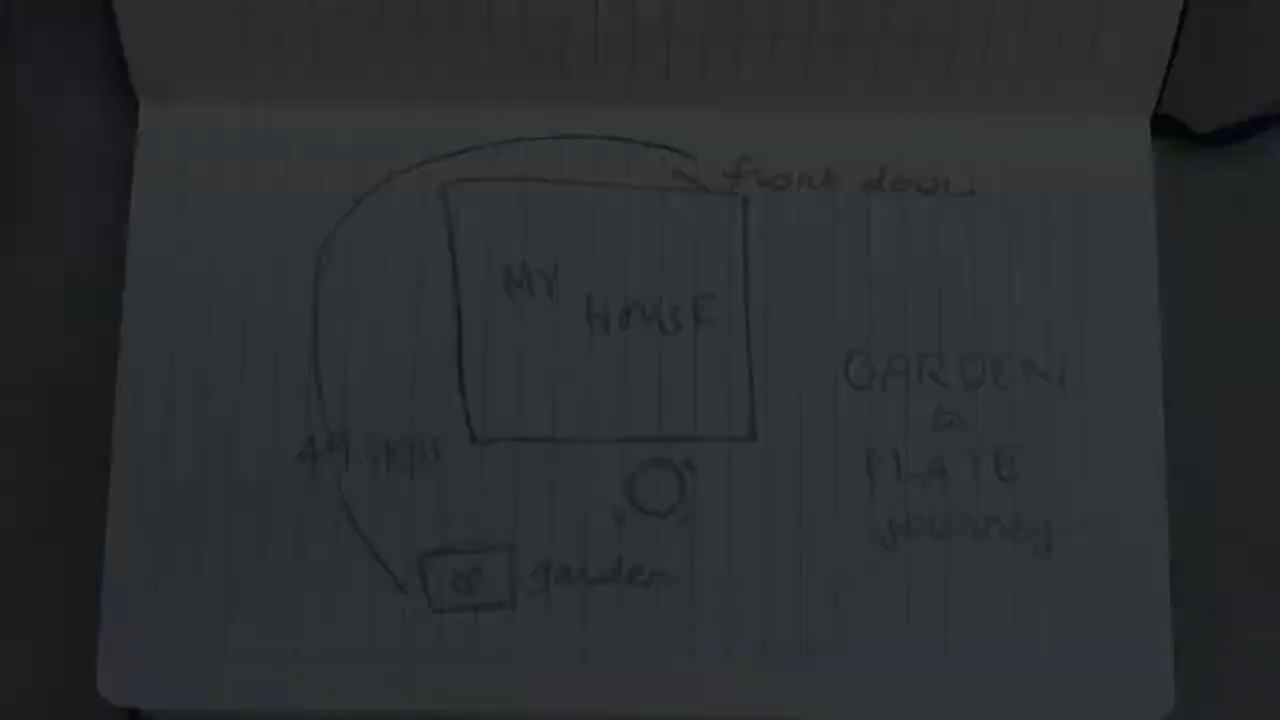 front door
MY
HOUSE
GARDEN
to
PLATE
journey
garden